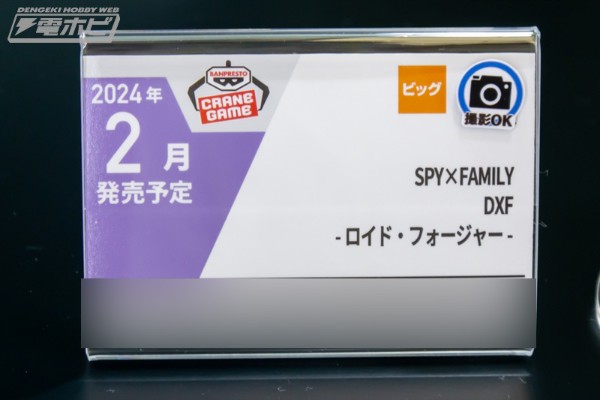 DENGEKI HOBBY WEB
電ホビ
2024年
2月
発売予定
BANPRESTO
CRANE
GAME
ビッグ
撮影OK
SPY×FAMILY
DXF
-ロイド・フォージャー-